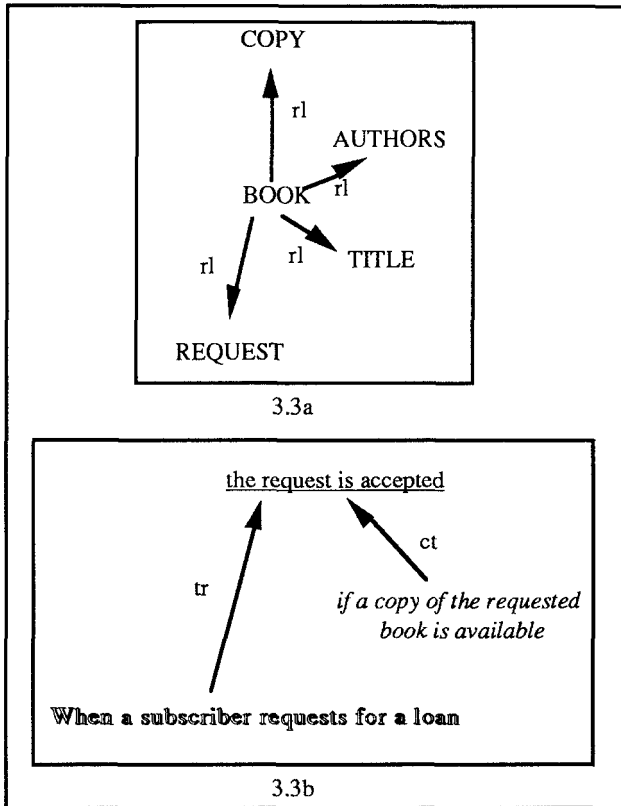 COPY
rl
AUTHORS
rl
BOOK
rl
TITLE
rl
REQUEST
3.3a
the request is accepted
ct
tr
if a copy of the requested
book is available
When a subscriber requests for a loan
3.3b